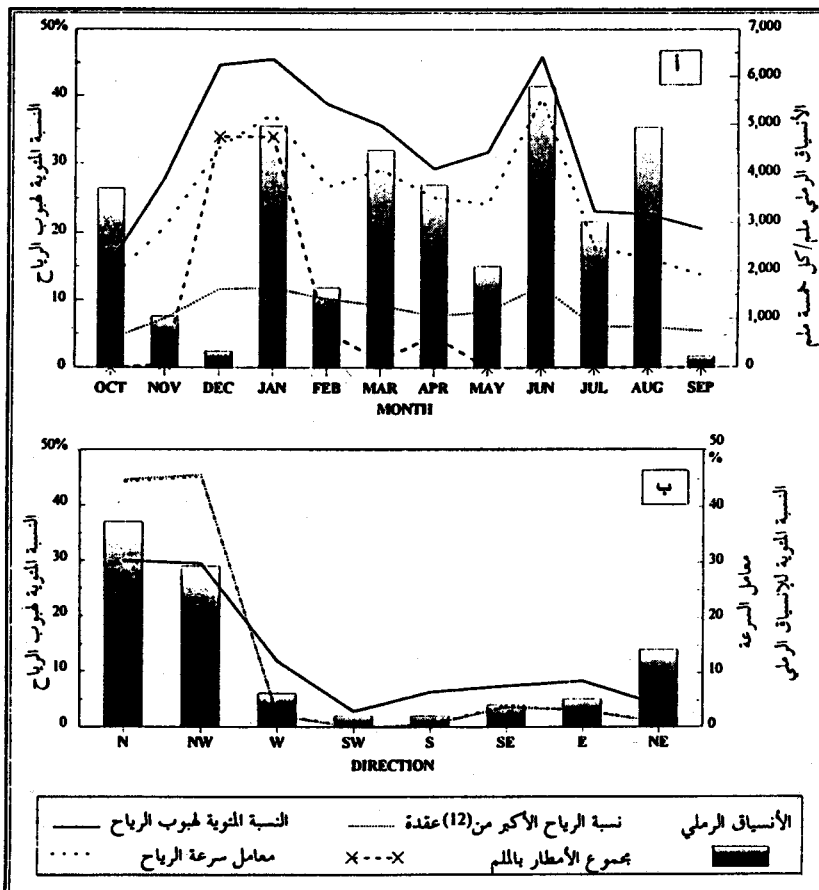 أ
50%
40
30
20
10
0
النسبة المئوية لهبوب الرياح
7,000
6,000
5,000
4,000
3,000
2,000
1,000
0
الأنسياق الرملي ملم/كل خمسة ملم
OCT NOV DEC JAN FEB MAR APR MAY JUN JUL AUG SEP
MONTH
ب
50%
40
30
20
10
0
النسبة المئوية لهبوب الرياح
50
%
40
30
20
10
0
معامل السرعة
النسبة المئوية للإنسياق الرملي
N NW W SW S SE E NE
DIRECTION
الأنسياق الرملي نسبة الرياح الأكبر من (12) عقدة النسبة المئوية لهبوب الرياح
مجموع الأمطار بالملم معامل سرعة الرياح